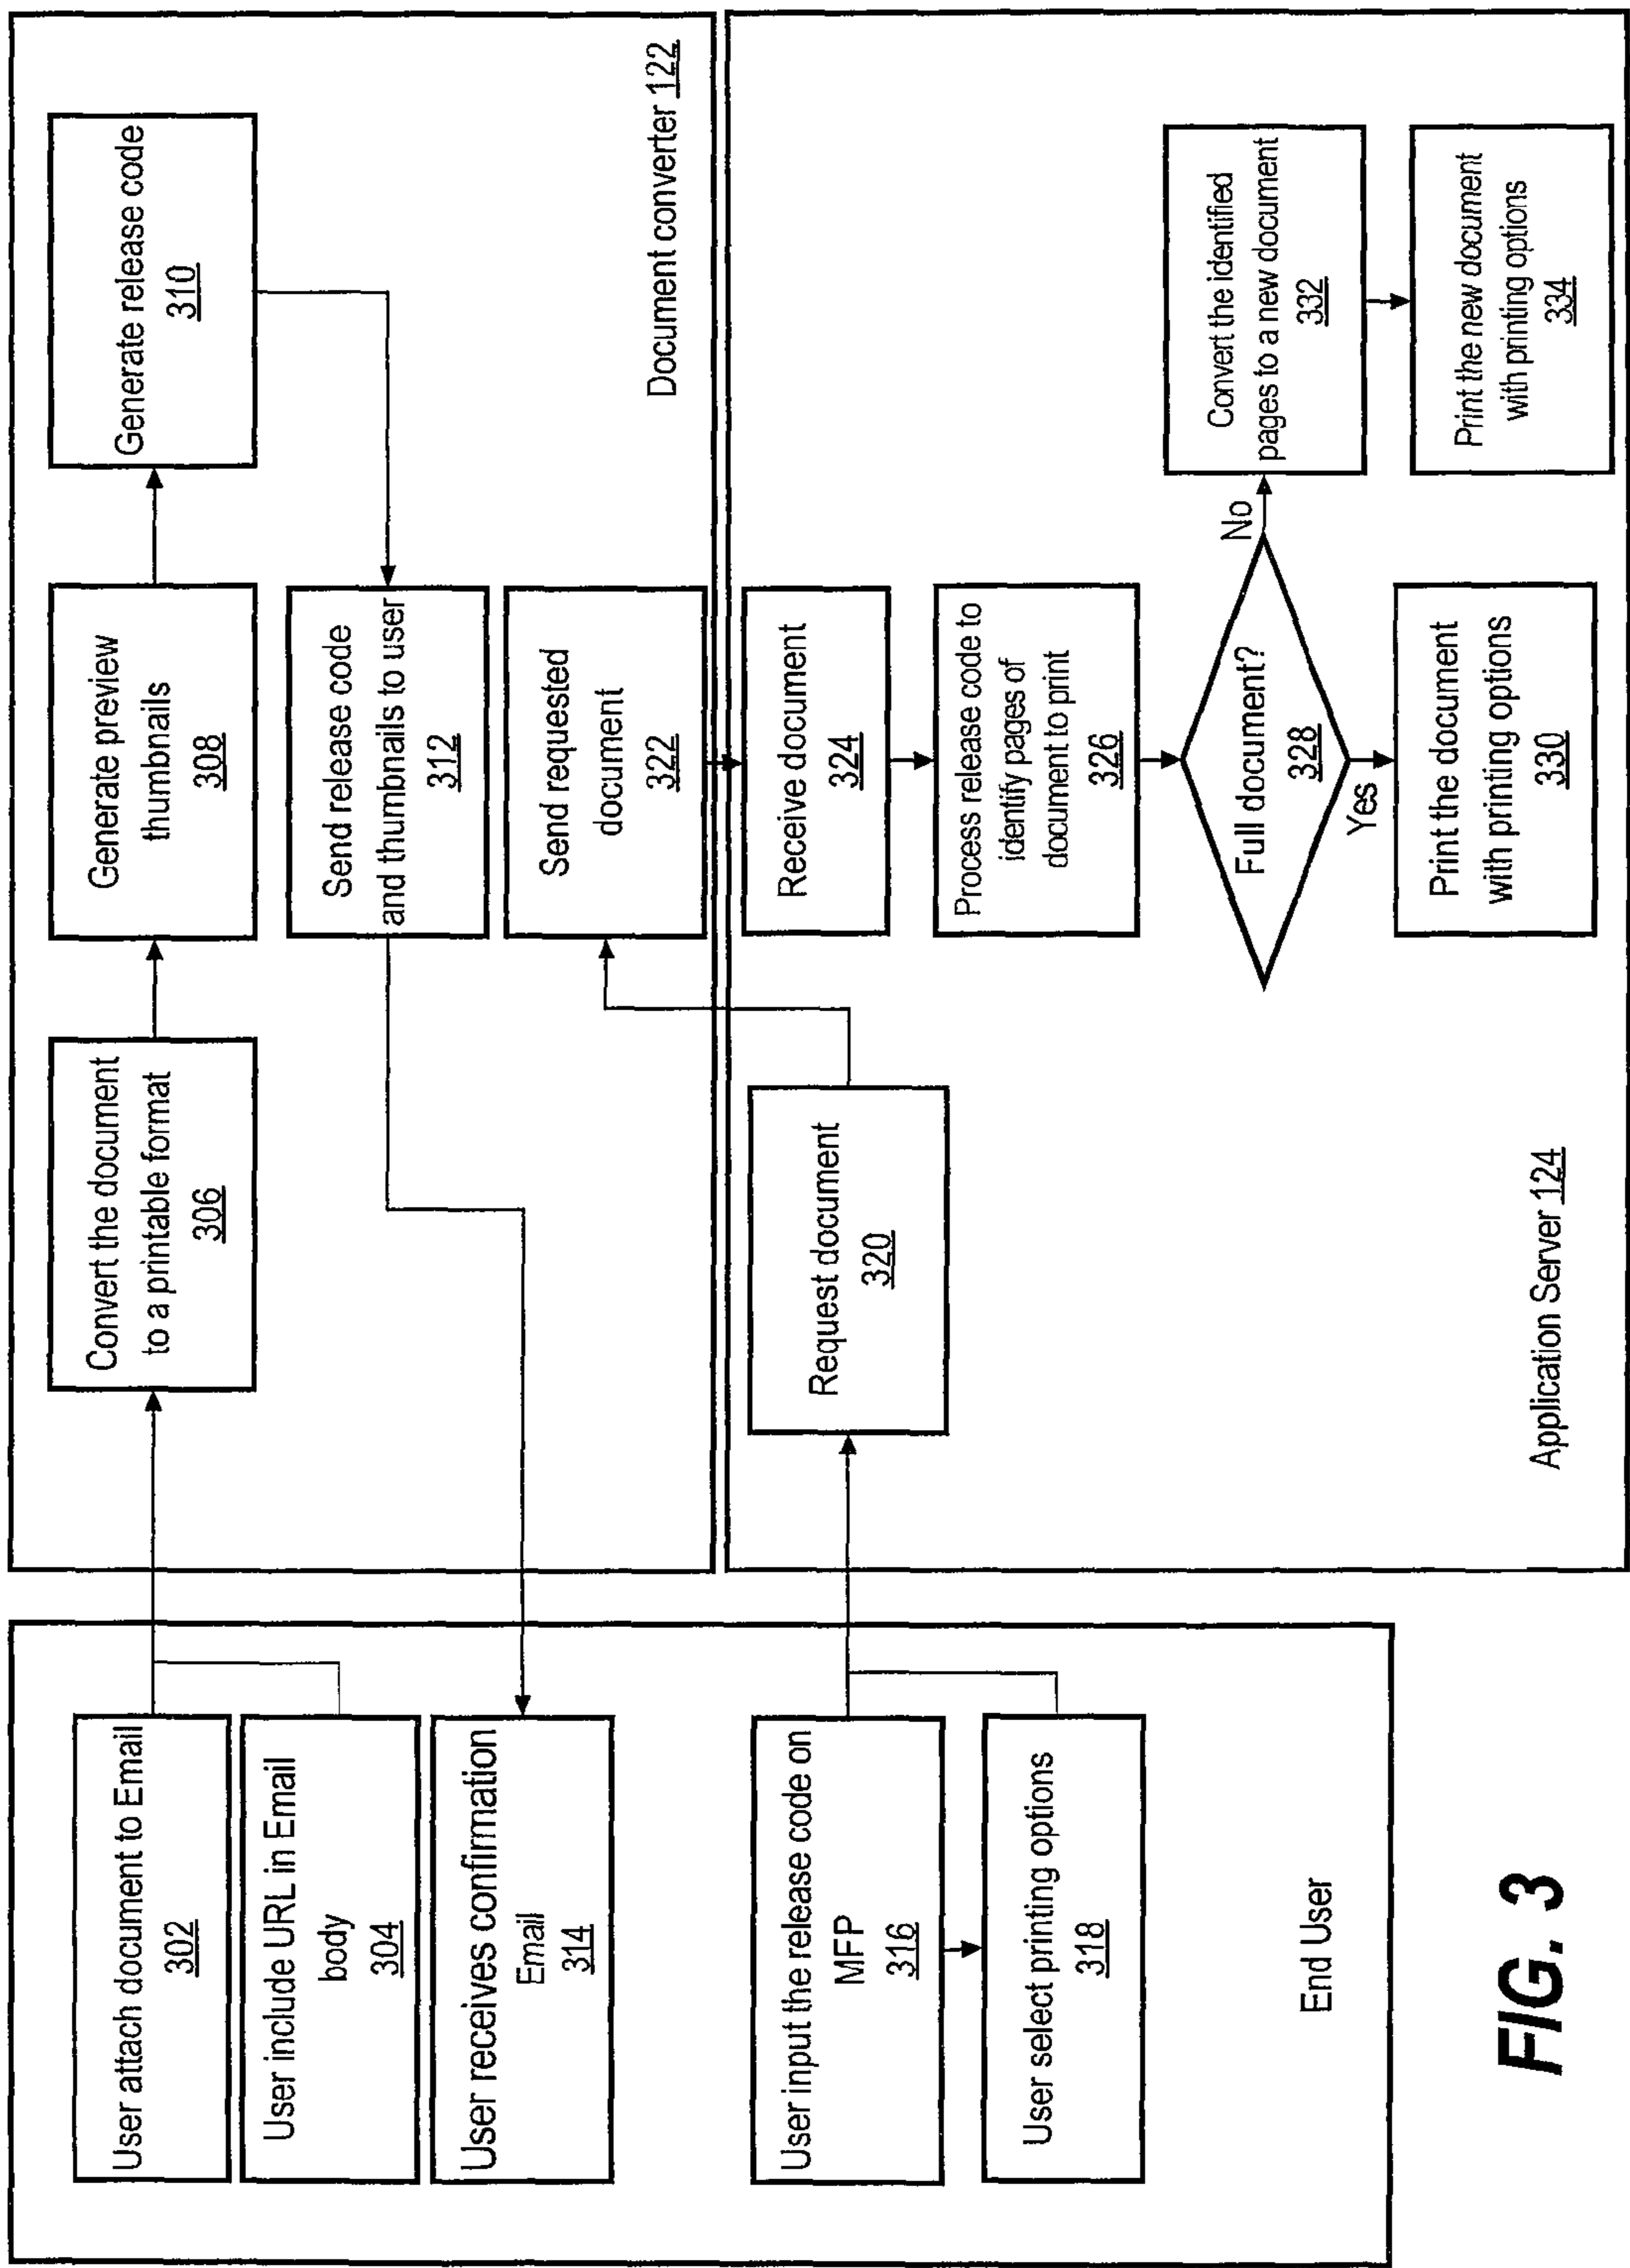 User attach document to Email
302
User include URL in Email
body
304
User receives confirmation
Email
314
User input the release code on
MFP
316
User select printing options
318
End User
Convert the document
to a printable format
306
Generate preview
thumbnails
308
Generate release code
310
Send release code
and thumbnails to user
312
Send requested
document
322
Document converter 122
Request document
320
Receive document
324
Process release code to
identify pages of
document to print
326
Full document?
328
No
Yes
Convert the identified
pages to a new document
332
Print the new document
with printing options
334
Print the document
with printing options
330
Application Server 124
FIG. 3